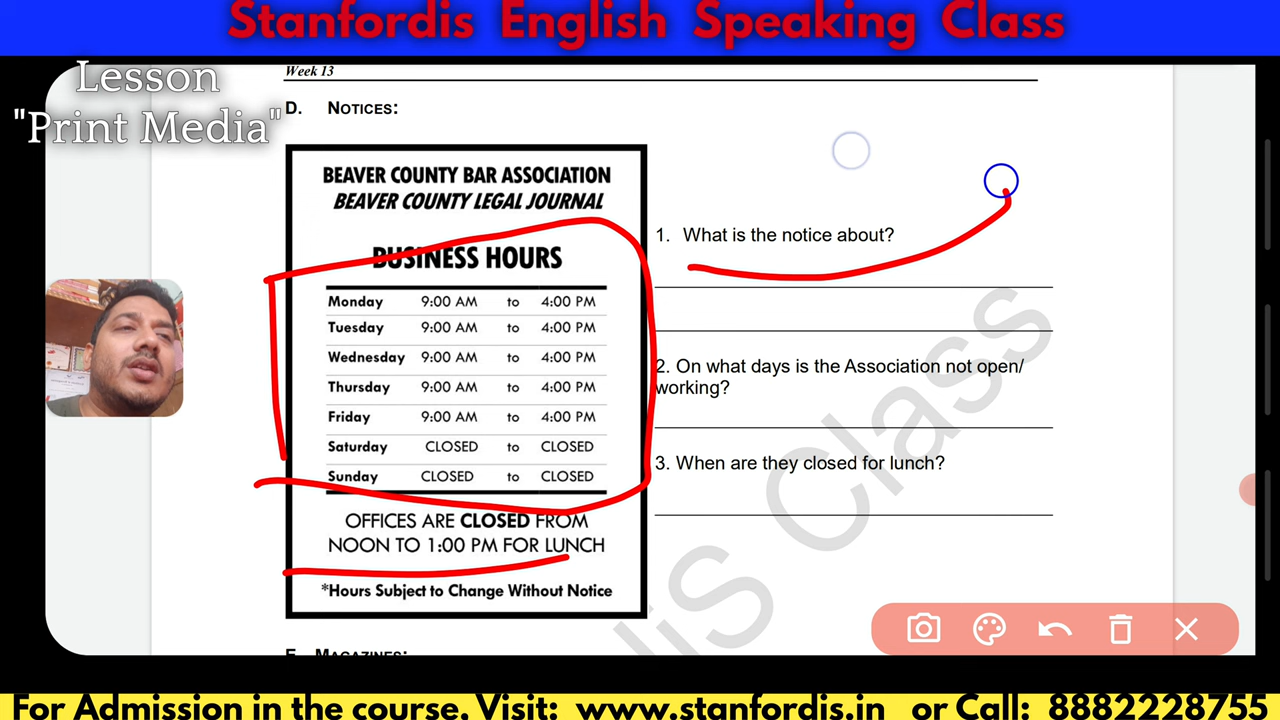 Stanfordis English Speaking Class
Lesson
"Print Media"
Week 13
D. NOTICES:
BEAVER COUNTY BAR ASSOCIATION
BEAVER COUNTY LEGAL JOURNAL
BUSINESS HOURS
Monday 9:00 AM to 4:00 PM
Tuesday 9:00 AM to 4:00 PM
Wednesday 9:00 AM to 4:00 PM
Thursday 9:00 AM to 4:00 PM
Friday 9:00 AM to 4:00 PM
Saturday CLOSED to CLOSED
Sunday CLOSED to CLOSED
OFFICES ARE CLOSED FROM
NOON TO 1:00 PM FOR LUNCH
*Hours Subject to Change Without Notice
1. What is the notice about?
2. On what days is the Association not open/
working?
3. When are they closed for lunch?
diS Class
E. MAGAZINES:
For Admission in the course, Visit: www.stanfordis.in or Call: 8882228755